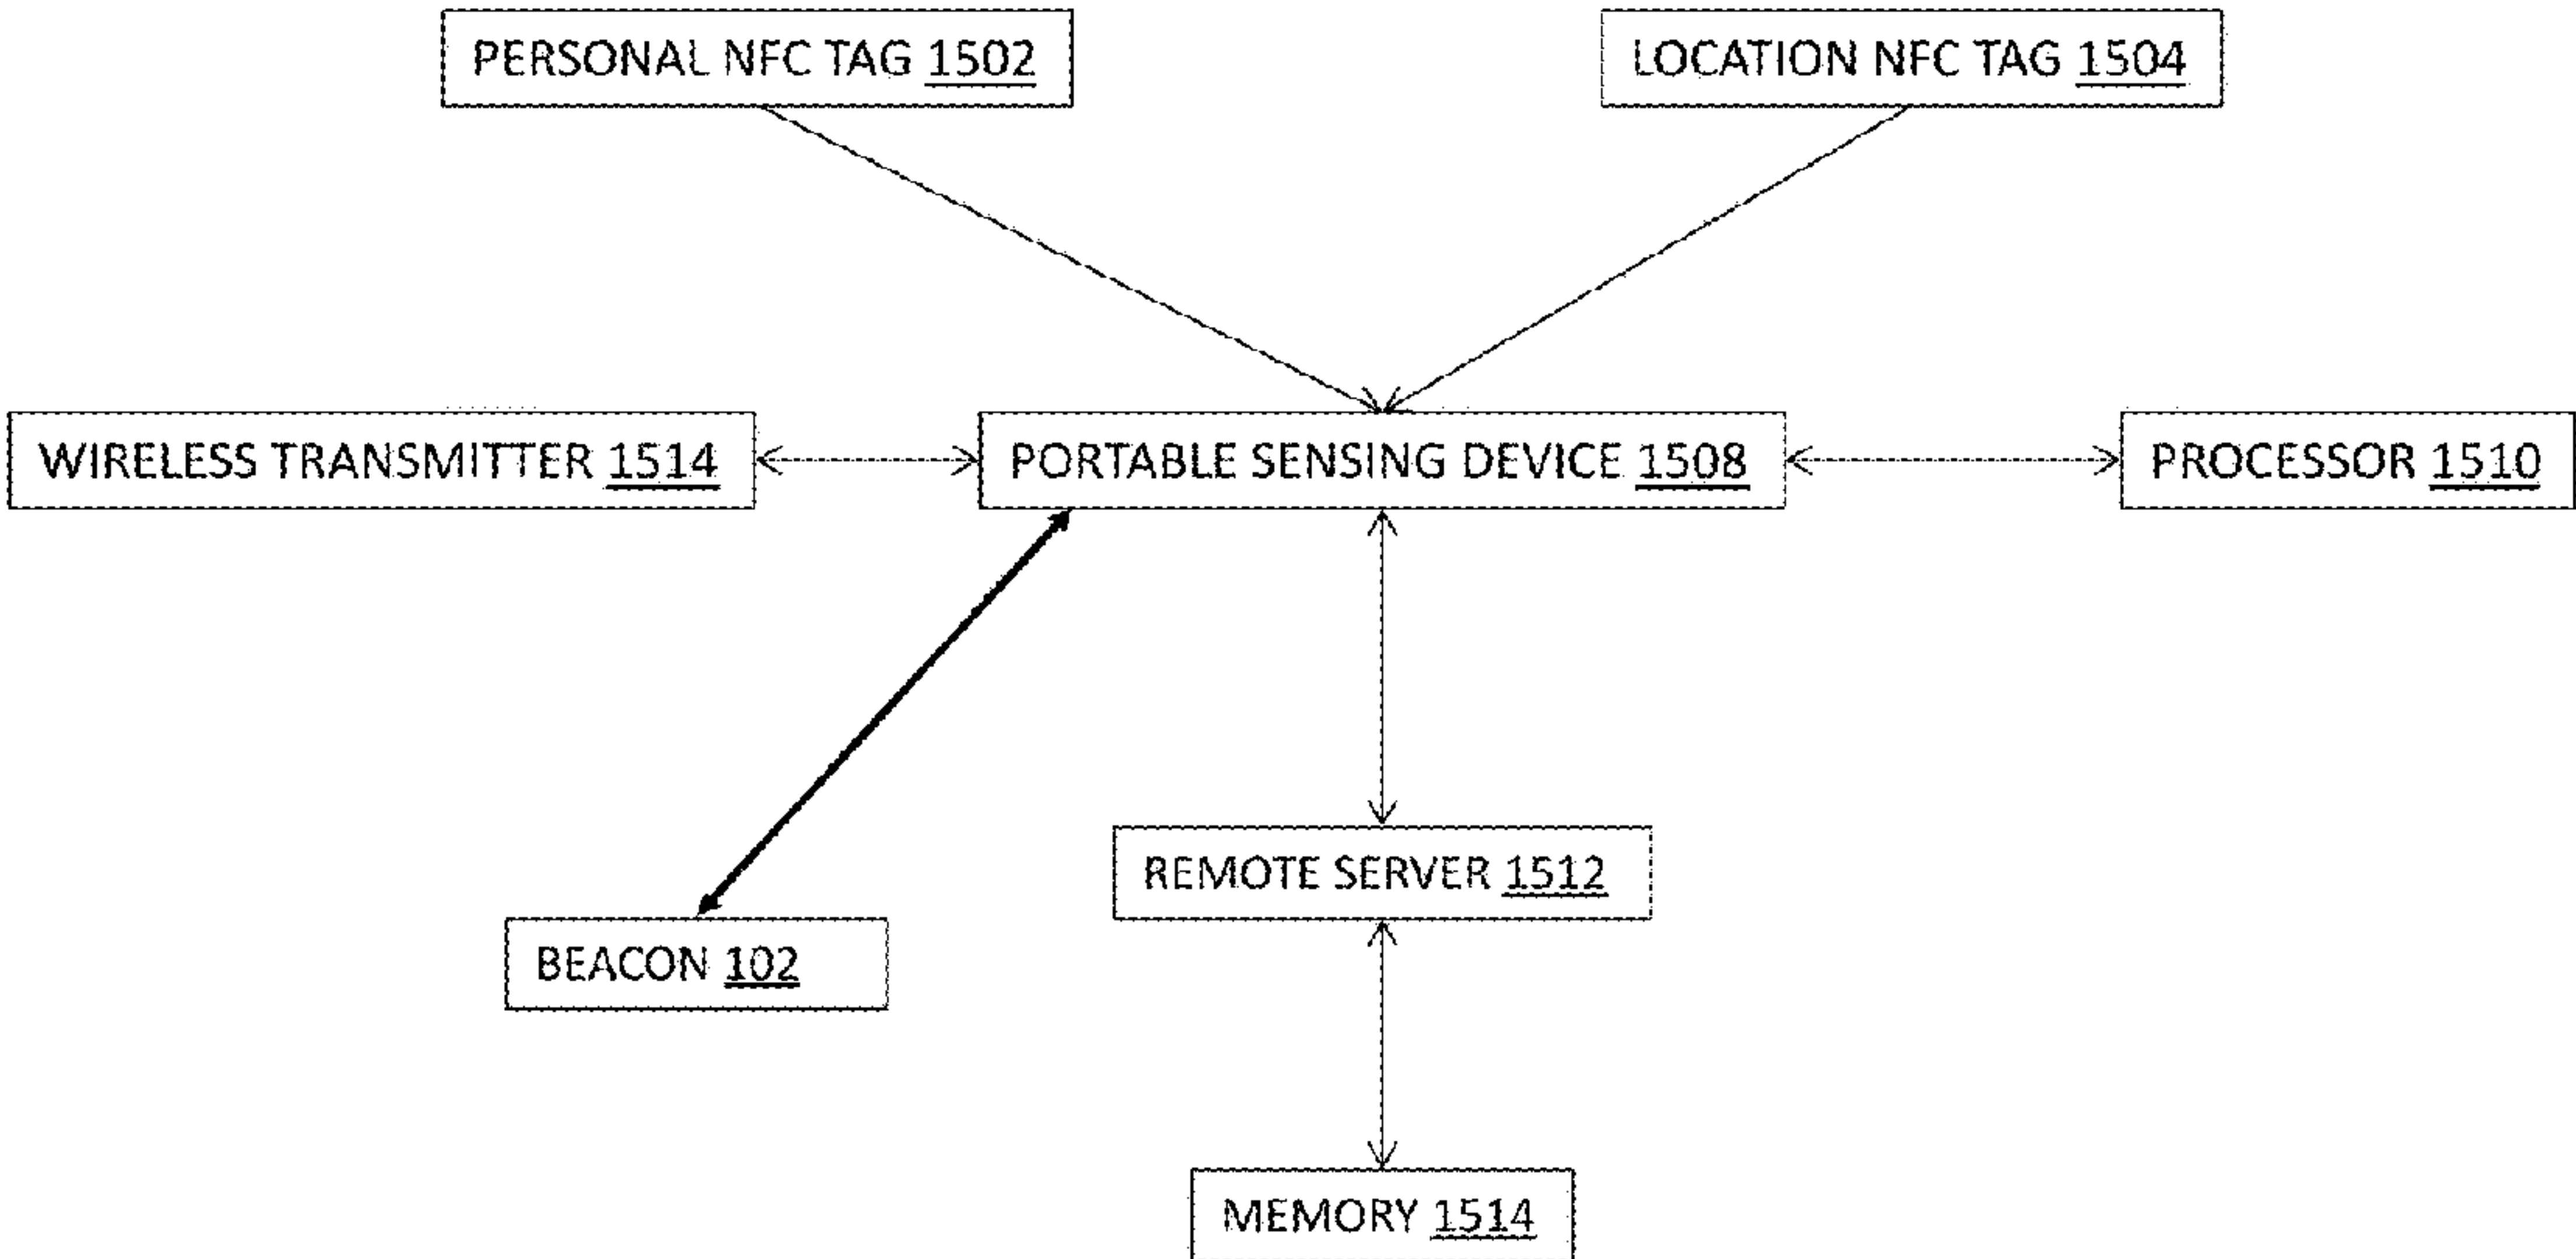 PERSONAL NFC TAG 1502
LOCATION NFC TAG 1504
WIRELESS TRANSMITTER 1514
PORTABLE SENSING DEVICE 1508
PROCESSOR 1510
REMOTE SERVER 1512
BEACON 102
MEMORY 1514